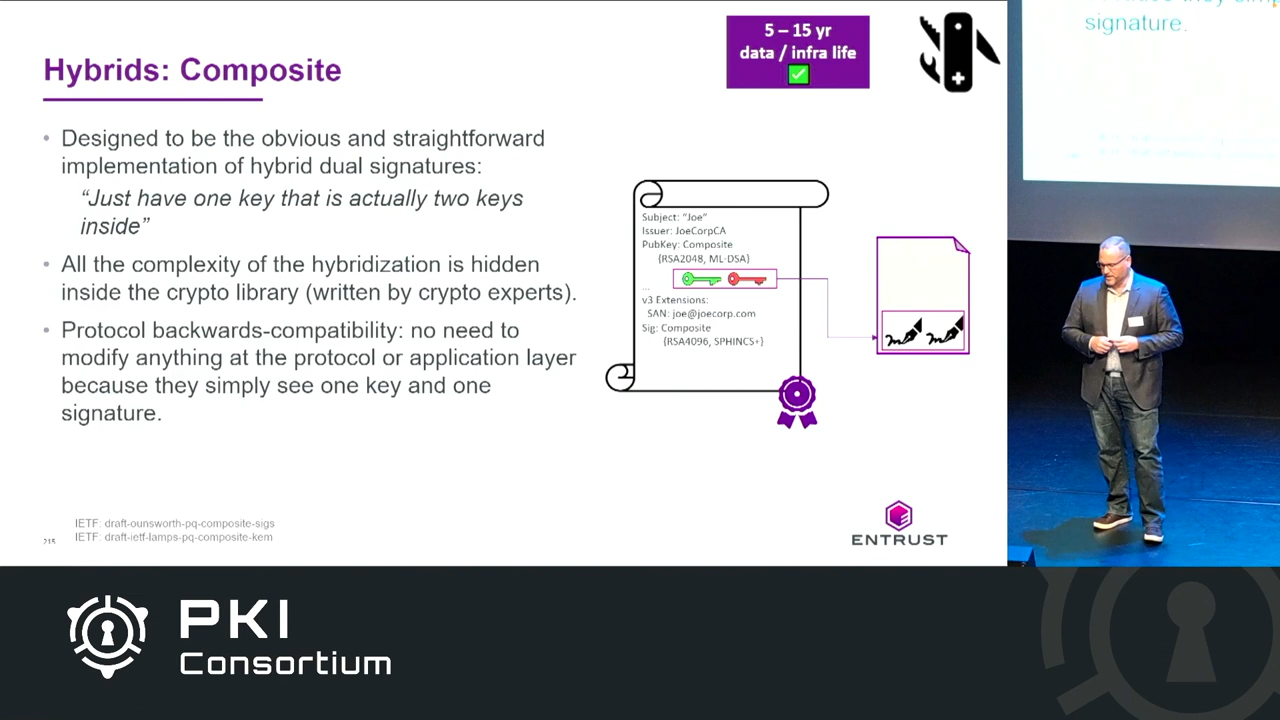 Hybrids: Composite
5 – 15 yr
data / infra life
• Designed to be the obvious and straightforward
implementation of hybrid dual signatures:
“Just have one key that is actually two keys
inside”
• All the complexity of the hybridization is hidden
inside the crypto library (written by crypto experts).
• Protocol backwards-compatibility: no need to
modify anything at the protocol or application layer
because they simply see one key and one
signature.
Subject: “Joe”
Issuer: JoeCorpCA
PubKey: Composite
{RSA2048, ML-DSA}
...
v3 Extensions:
SAN: joe@joecorp.com
Sig: Composite
{RSA4096, SPHINCS+}
IETF: draft-ounsworth-pq-composite-sigs
IETF: draft-ietf-lamps-pq-composite-kem
215
ENTRUST
signature.
PKI
Consortium